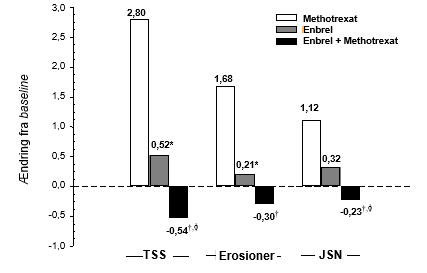 3,0
2,5
2,0
1,5
1,0
0,5
0,0
-0,5
-1,0
Ændring fra baseline
Methotrexat
Enbrel
Enbrel + Methotrexat
2,80
0,52*
-0,54†,ϕ
1,68
0,21*
-0,30†
1,12
0,32
-0,23†,ϕ
TSS
Erosioner
JSN